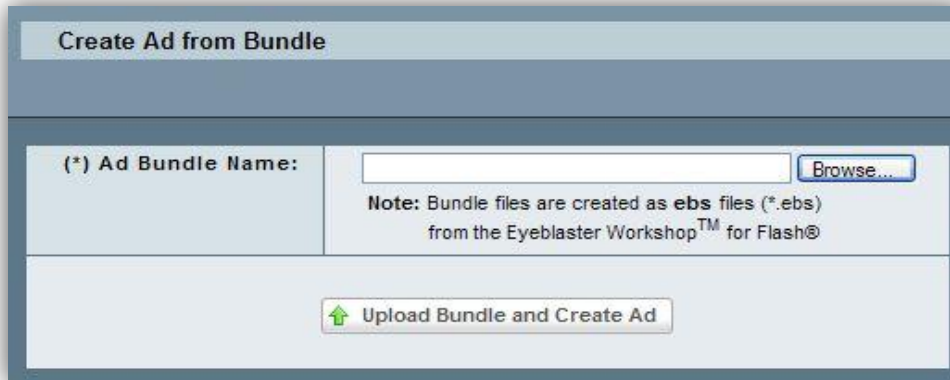 Create Ad from Bundle
(*) Ad Bundle Name:
Browse...
Note: Bundle files are created as ebs files (*.ebs)
from the Eyeblaster Workshop™ for Flash®
Upload Bundle and Create Ad